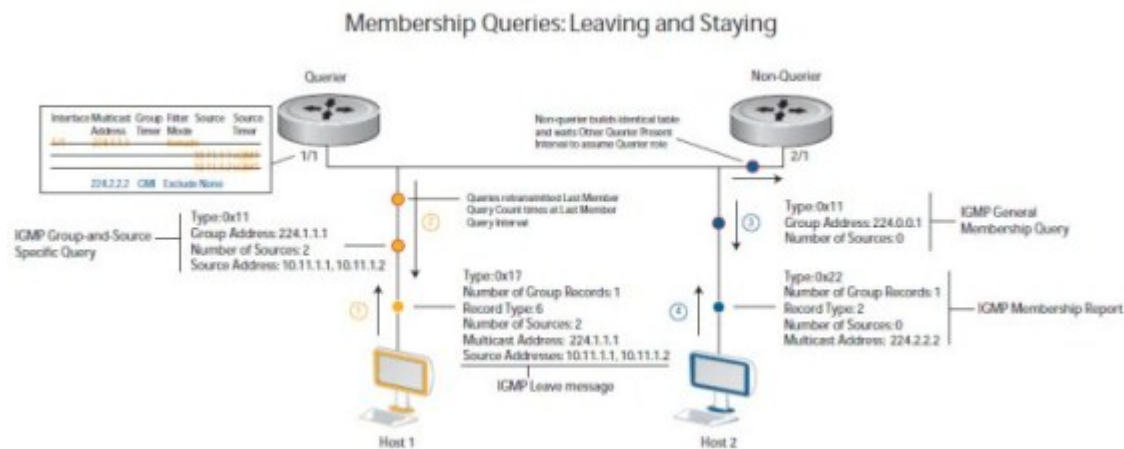 Membership Queries: Leaving and Staying
Querier
Non-Querier
Interface Multicast Group Filter Source Source
Address Timer Mode Timer
224.2.2.2 GMI Exclude None
1/1
2/1
Non-querier builds identical table
and waits Other Querier Present
Interval to assume Querier role
Queries retransmitted Last Member
Query Count times at Last Member
Query Interval
IGMP Group-and-Source
Specific Query
Type:0x11
Group Address: 224.1.1.1
Number of Sources: 2
Source Address: 10.11.1.1, 10.11.1.2
2
3
Type:0x11
Group Address: 224.0.0.1
Number of Sources: 0
IGMP General
Membership Query
1
Type:0x17
Number of Group Records: 1
Record Type: 6
Number of Sources: 2
Multicast Address: 224.1.1.1
Source Addresses: 10.11.1.1, 10.11.1.2
IGMP Leave message
4
Type:0x22
Number of Group Records: 1
Record Type: 2
Number of Sources: 0
Multicast Address: 224.2.2.2
IGMP Membership Report
Host 1
Host 2